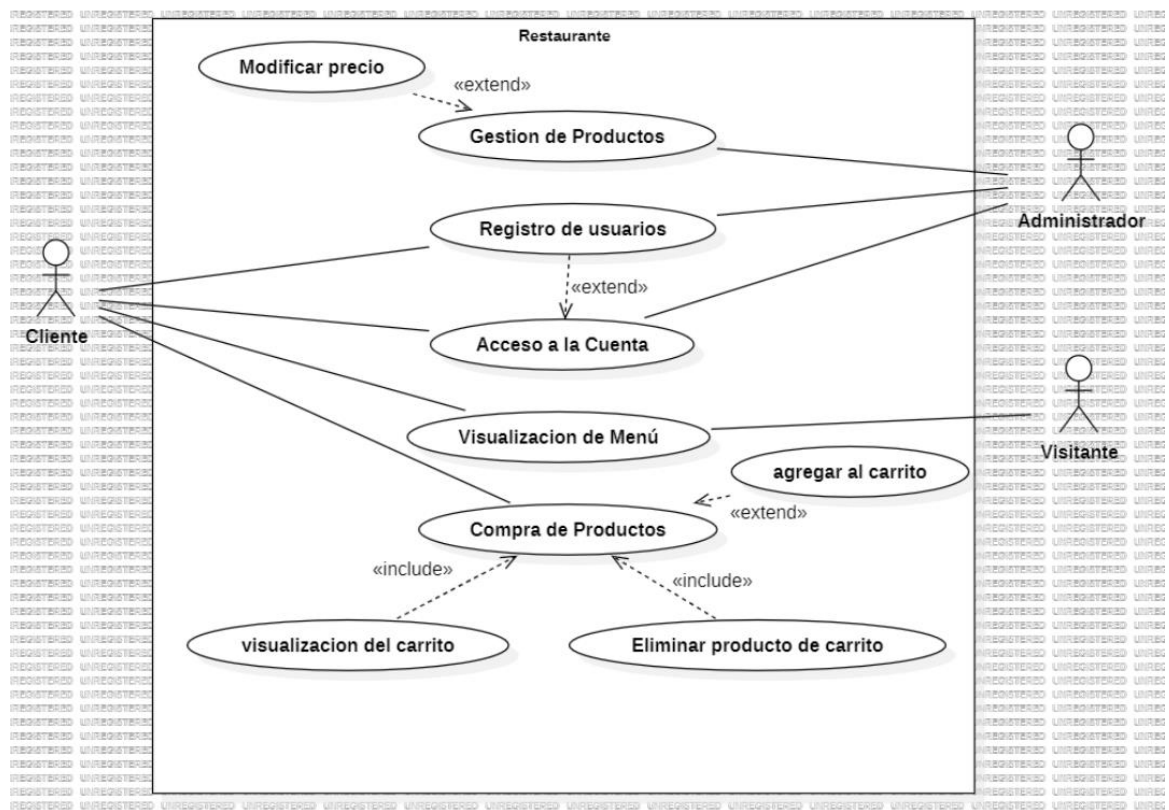 Restaurante
Modificar precio
«extend»
Gestion de Productos
Administrador
Registro de usuarios
«extend»
Cliente
Acceso a la Cuenta
Visualizacion de Menú
Visitante
agregar al carrito
«extend»
Compra de Productos
«include»
«include»
visualizacion del carrito
Eliminar producto de carrito
UNREGISTERED